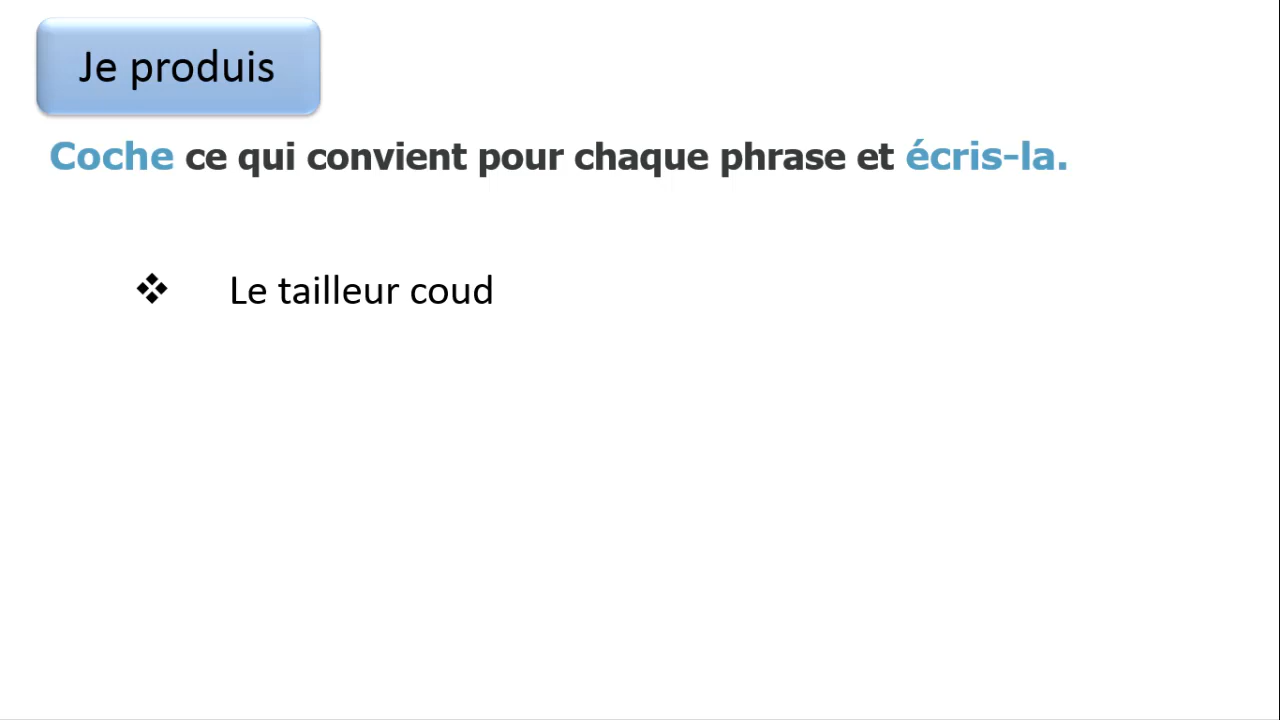 Je produis
Coche ce qui convient pour chaque phrase et écris-la.
❖ Le tailleur coud